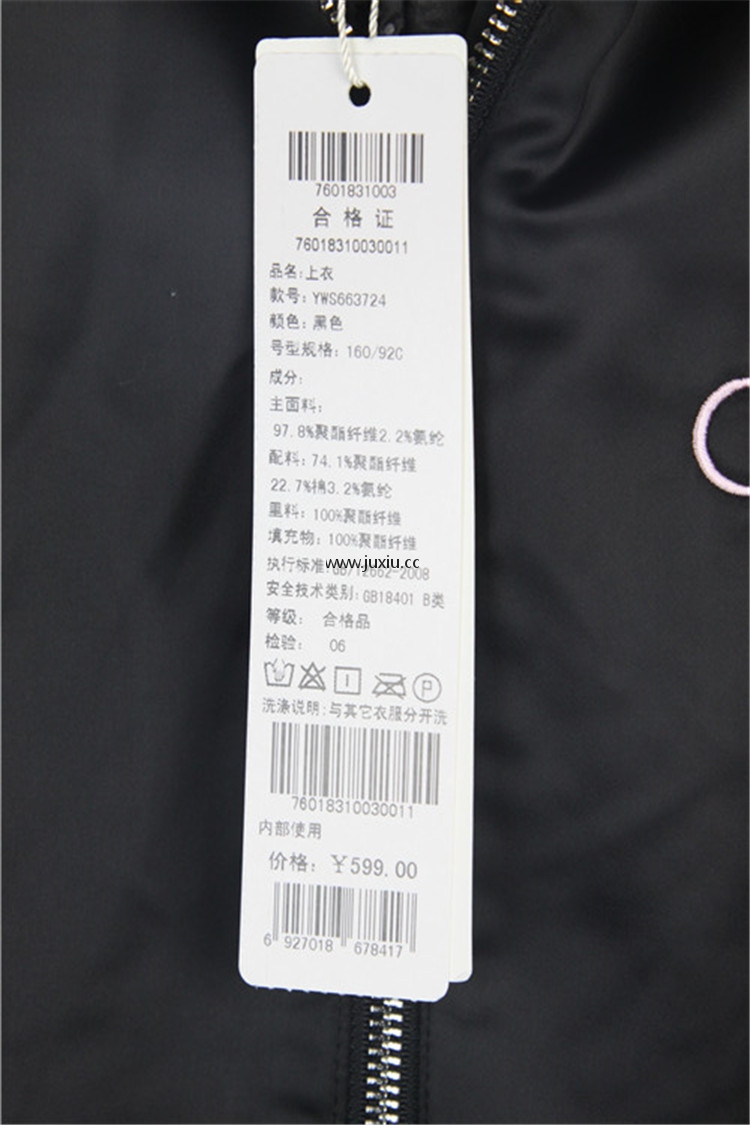 7601831003
合格证
76018310030011
品名:上衣
款号: YWS663724
颜色: 黑色
号型规格: 160/92C
成分:
主面料:
97.8%聚酯纤维2.2%氨纶
配料: 74.1%聚酯纤维
22.7%棉3.2%氨纶
里料: 100%聚酯纤维
填充物: 100%聚酯纤维
www.juxiu.cc
执行标准:GB/T2662-2008
安全技术类别: GB18401 B类
等级: 合格品
检验: 06
P
洗涤说明:与其它衣服分开洗
76018310030011
内部使用
价格: ¥599.00
6 927018 678417